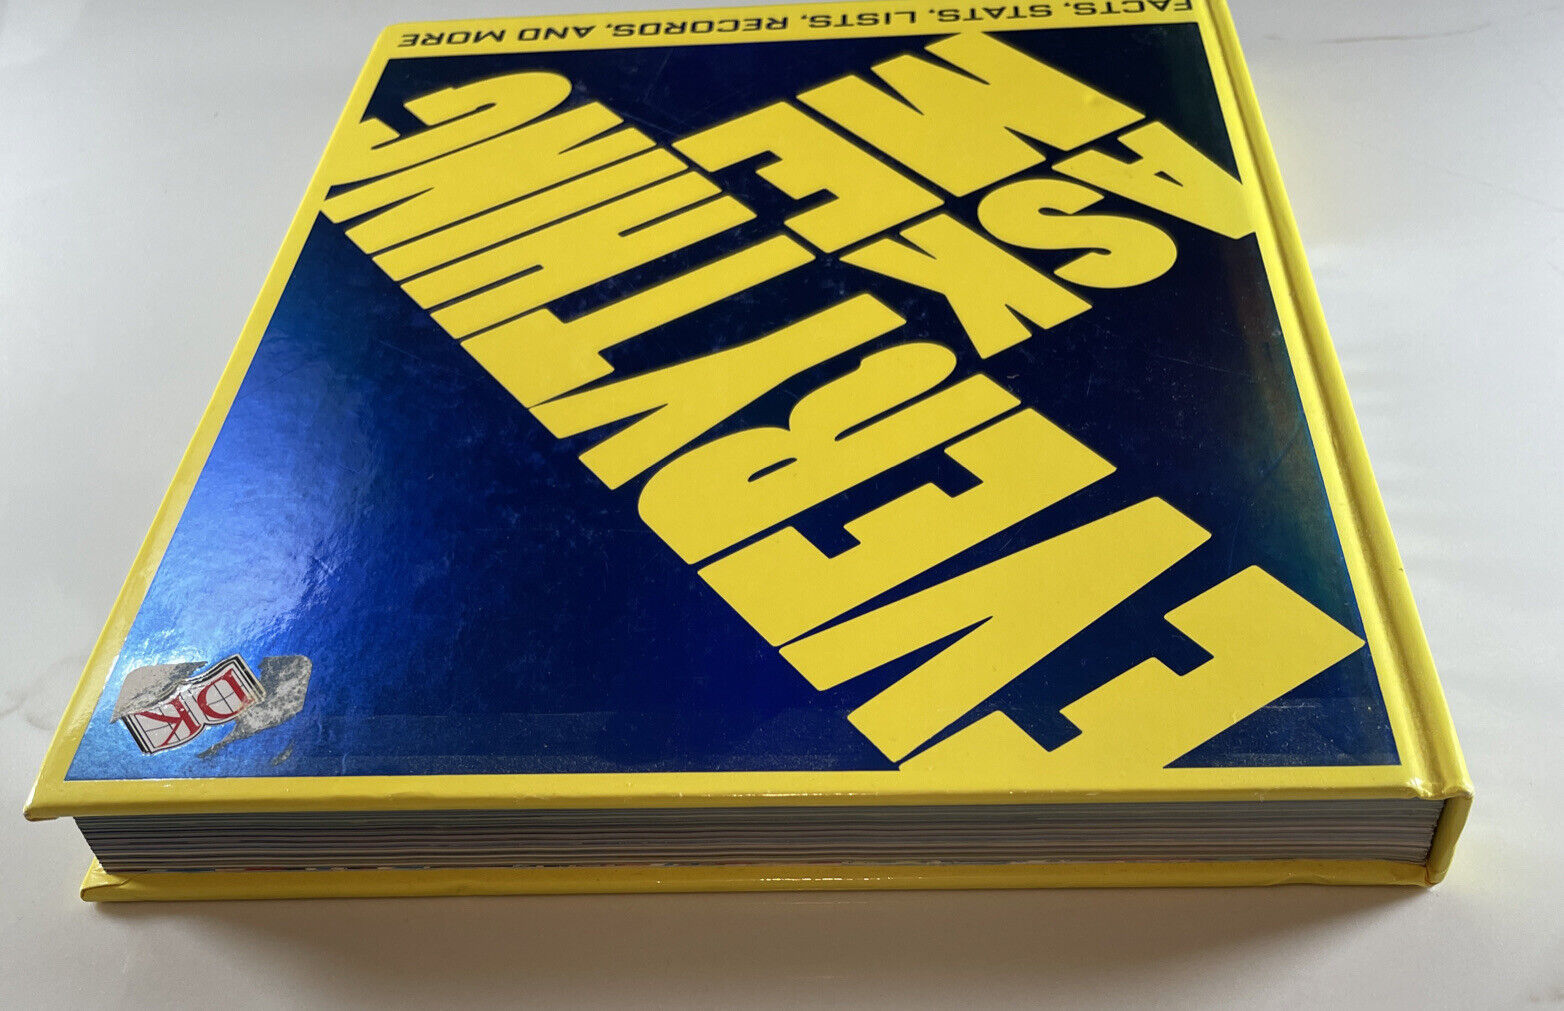 FACTS, STATS, LISTS, RECORDS, AND MORE
ASK
ME
EVERYTHING
DK